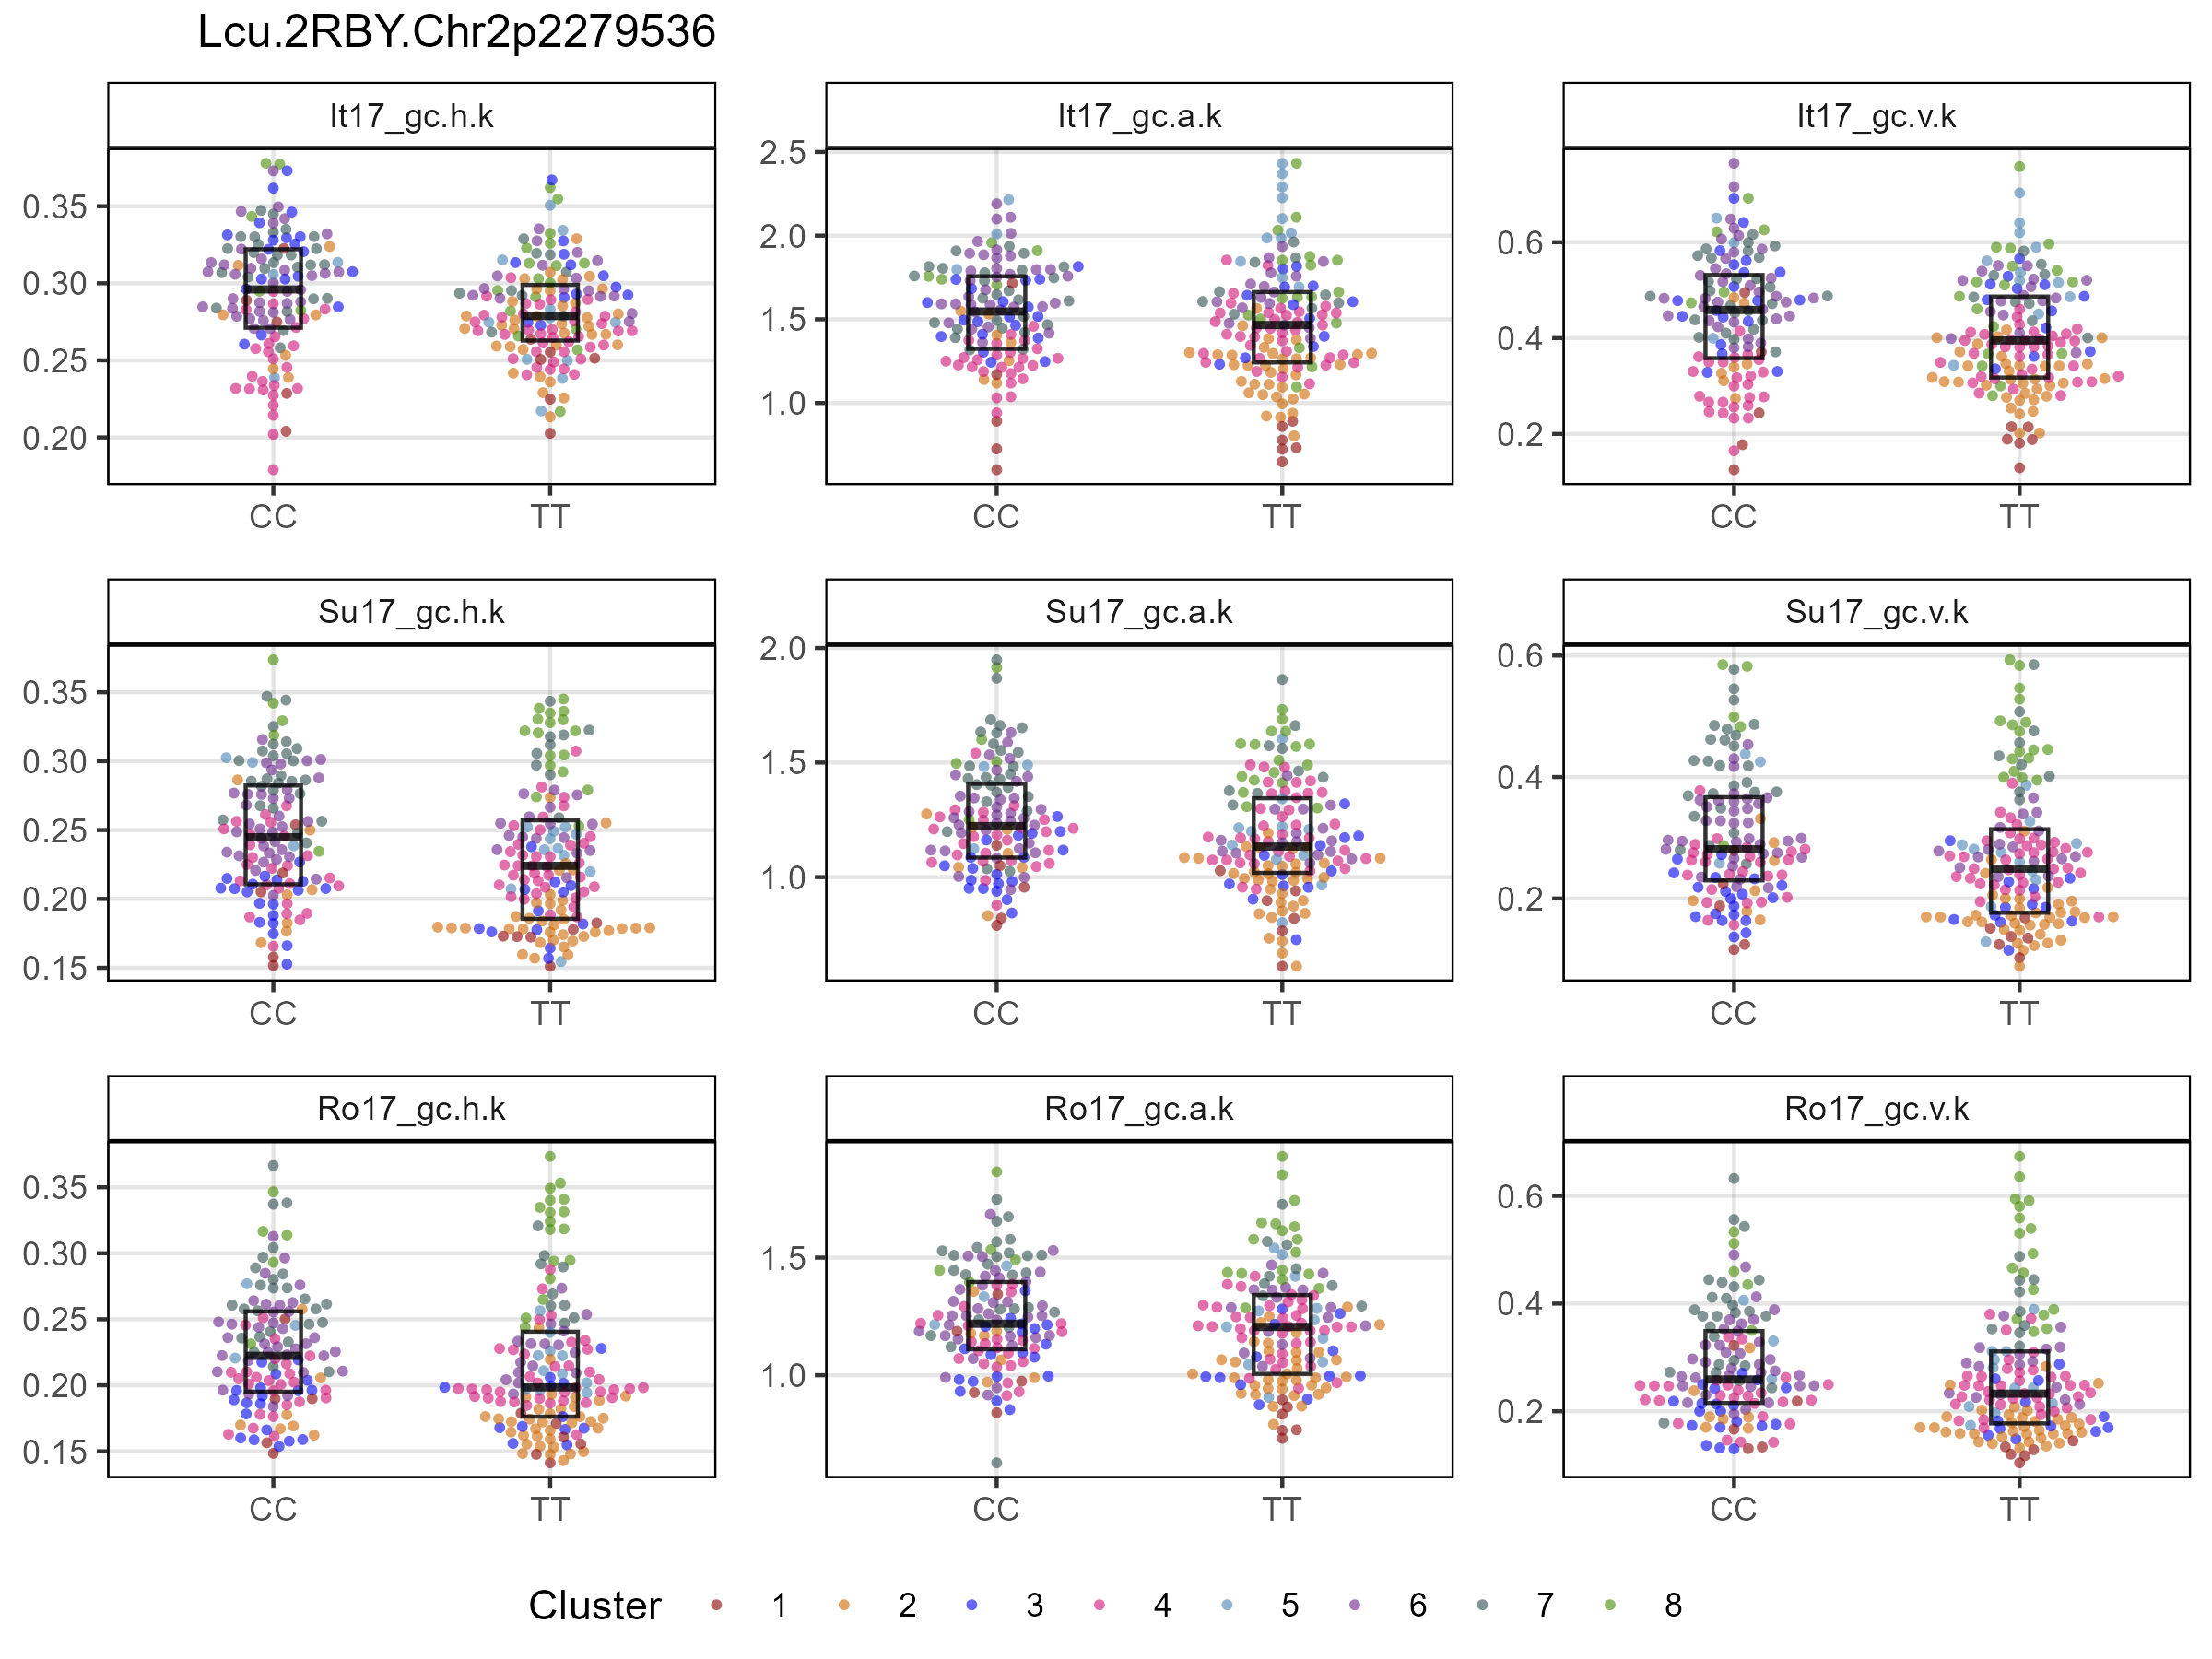 Lcu.2RBY.Chr2p2279536
It17_gc.h.k
It17_gc.a.k
It17_gc.v.k
0.35
0.30
0.25
0.20
CC TT
2.5
2.0
1.5
1.0
CC TT
0.6
0.4
0.2
CC TT
Su17_gc.h.k
Su17_gc.a.k
Su17_gc.v.k
0.35
0.30
0.25
0.20
0.15
CC TT
2.0
1.5
1.0
CC TT
0.6
0.4
0.2
CC TT
Ro17_gc.h.k
Ro17_gc.a.k
Ro17_gc.v.k
0.35
0.30
0.25
0.20
0.15
CC TT
1.5
1.0
CC TT
0.6
0.4
0.2
CC TT
Cluster 1 2 3 4 5 6 7 8